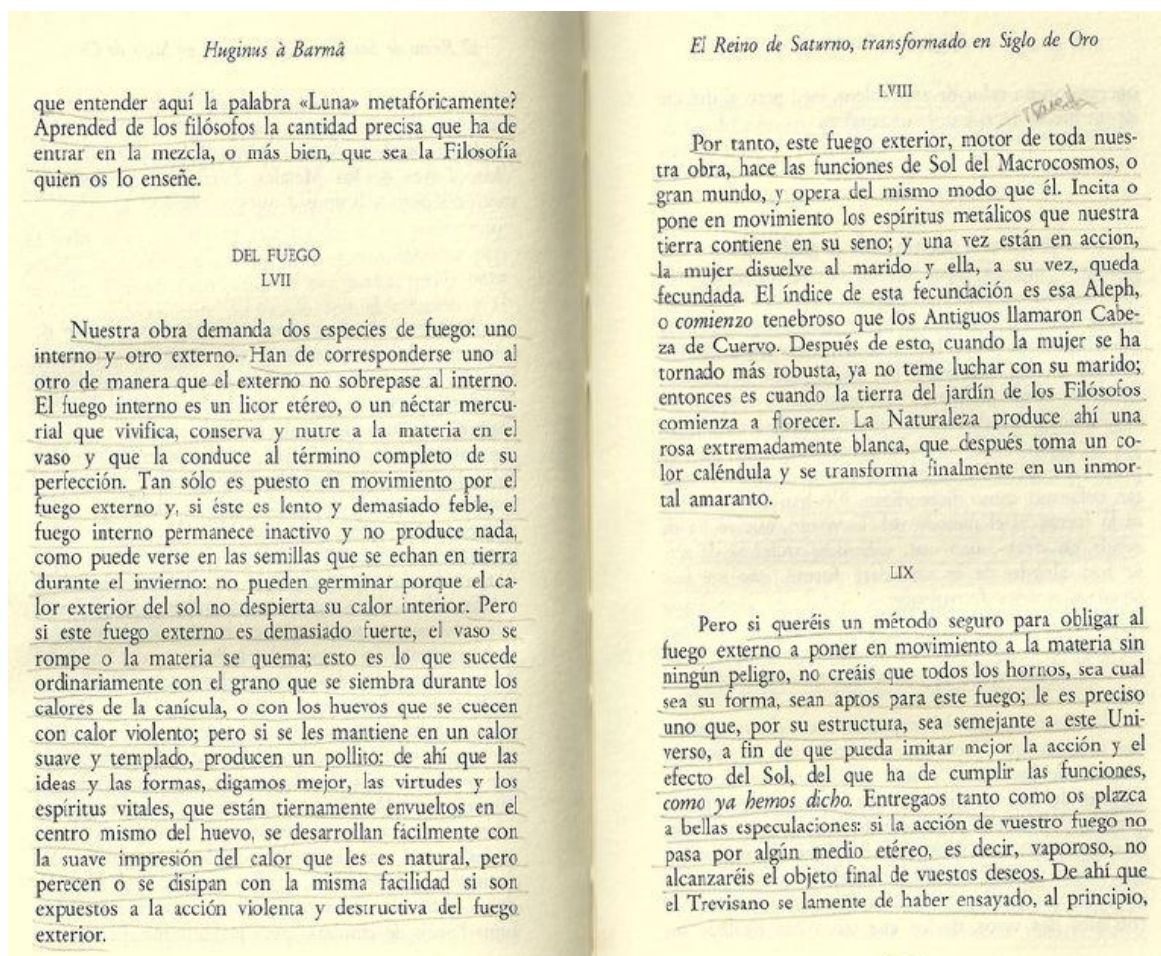 Huginus à Barmâ
que entender aquí la palabra «Luna» metafóricamente?
Aprended de los filósofos la cantidad precisa que ha de
entrar en la mezcla, o más bien, que sea la Filosofía
quien os lo enseñe.
DEL FUEGO
LVII
Nuestra obra demanda dos especies de fuego: uno
interno y otro externo. Han de corresponderse uno al
otro de manera que el externo no sobrepase al interno.
El fuego interno es un licor etéreo, o un néctar mercu-
rial que vivifica, conserva y nutre a la materia en el
vaso y que la conduce al término completo de su
perfección. Tan sólo es puesto en movimiento por el
fuego externo y, si éste es lento y demasiado feble, el
fuego interno permanece inactivo y no produce nada,
como puede verse en las semillas que se echan en tierra
durante el invierno: no pueden germinar porque el ca-
lor exterior del sol no despierta su calor interior. Pero
si este fuego externo es demasiado fuerte, el vaso se
rompe o la materia se quema; esto es lo que sucede
ordinariamente con el grano que se siembra durante los
calores de la canícula, o con los huevos que se cuecen
con calor violento; pero si se les mantiene en un calor
suave y templado, producen un pollito: de ahí que las
ideas y las formas, digamos mejor, las virtudes y los
espíritus vitales, que están tiernamente envueltos en el
centro mismo del huevo, se desarrollan fácilmente con
la suave impresión del calor que les es natural, pero
perecen o se disipan con la misma facilidad si son
expuestos a la acción violenta y destructiva del fuego
exterior.
El Reino de Saturno, transformado en Siglo de Oro
LVIII
Por tanto, este fuego exterior, motor de toda nues-
tra obra, hace las funciones de Sol del Macrocosmos, o
gran mundo, y opera del mismo modo que él. Incita o
pone en movimiento los espíritus metálicos que nuestra
tierra contiene en su seno; y una vez están en accion,
la mujer disuelve al marido y ella, a su vez, queda
fecundada. El índice de esta fecundación es esa Aleph,
o comienzo tenebroso que los Antiguos llamaron Cabe-
za de Cuervo. Después de esto, cuando la mujer se ha
tornado más robusta, ya no teme luchar con su marido;
entonces es cuando la tierra del jardín de los Filósofos
comienza a florecer. La Naturaleza produce ahí una
rosa extremadamente blanca, que después toma un co-
lor caléndula y se transforma finalmente en un inmor-
tal amaranto.
LIX
Pero si queréis un método seguro para obligar al
fuego externo a poner en movimiento a la materia sin
ningún peligro, no creáis que todos los hornos, sea cual
sea su forma, sean aptos para este fuego; le es preciso
uno que, por su estructura, sea semejante a este Uni-
verso, a fin de que pueda imitar mejor la acción y el
efecto del Sol, del que ha de cumplir las funciones,
como ya hemos dicho. Entregaos tanto como os plazca
a bellas especulaciones: si la acción de vuestro fuego no
pasa por algún medio etéreo, es decir, vaporoso, no
alcanzaréis el objeto final de vuestos deseos. De ahí que
el Trevisano se lamente de haber ensayado, al principio,